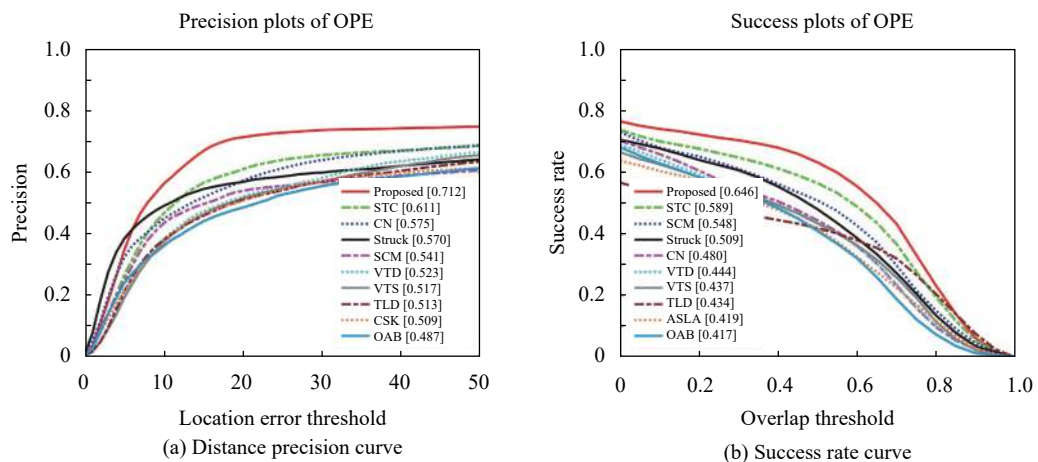 Precision plots of OPE
1.0
0.8
0.6
0.4
0.2
0
Precision
0 10 20 30 40 50
Location error threshold
Proposed [0.712]
STC [0.611]
CN [0.575]
Struck [0.570]
SCM [0.541]
VTD [0.523]
VTS [0.517]
TLD [0.513]
CSK [0.509]
OAB [0.487]
(a) Distance precision curve
Success plots of OPE
1.0
0.8
0.6
0.4
0.2
0
Success rate
0 0.2 0.4 0.6 0.8 1.0
Overlap threshold
Proposed [0.646]
STC [0.589]
SCM [0.548]
Struck [0.509]
CN [0.480]
VTD [0.444]
VTS [0.437]
TLD [0.434]
ASLA [0.419]
OAB [0.417]
(b) Success rate curve